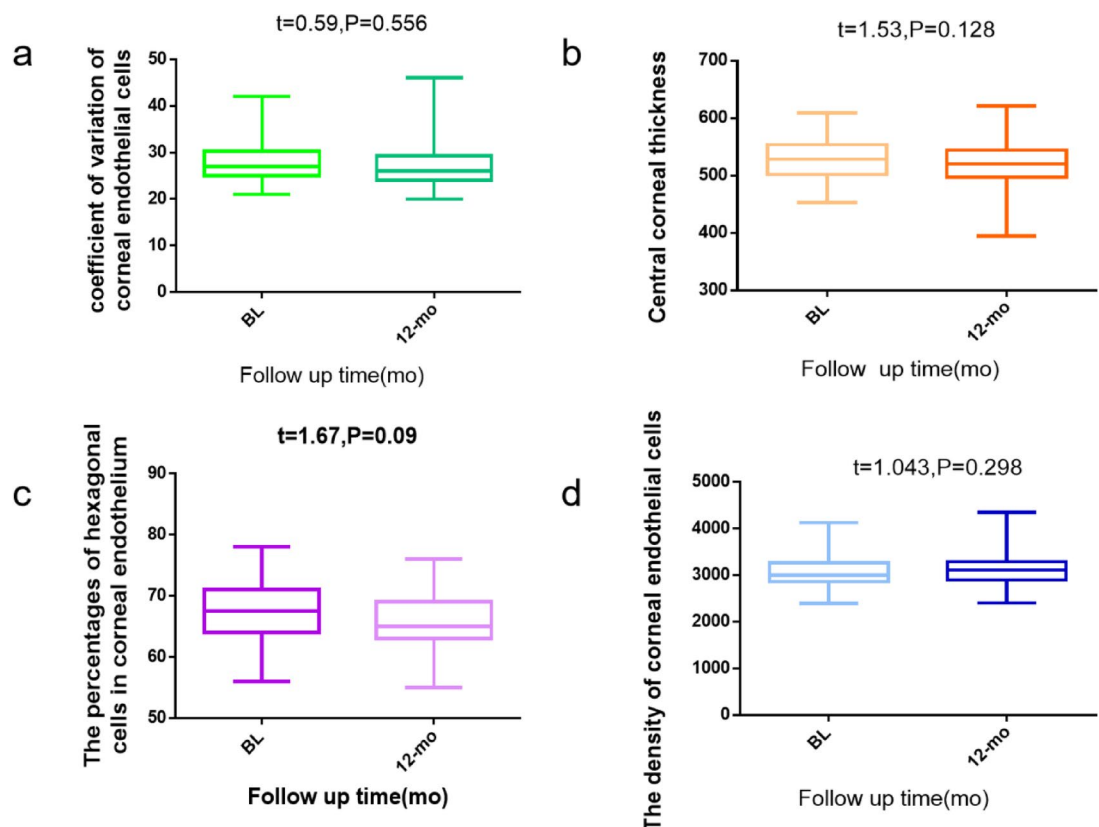 a
t=0.59,P=0.556
coefficient of variation of
corneal endothelial cells
50
40
30
20
10
0
BL
12-mo
Follow up time(mo)
b
t=1.53,P=0.128
Central corneal thickness
700
600
500
400
300
BL
12-mo
Follow up time(mo)
c
t=1.67,P=0.09
The percentages of hexagonal
cells in corneal endothelium
90
80
70
60
50
BL
12-mo
Follow up time(mo)
d
t=1.043,P=0.298
The density of corneal endothelial cells
5000
4000
3000
2000
1000
0
BL
12-mo
Follow up time(mo)